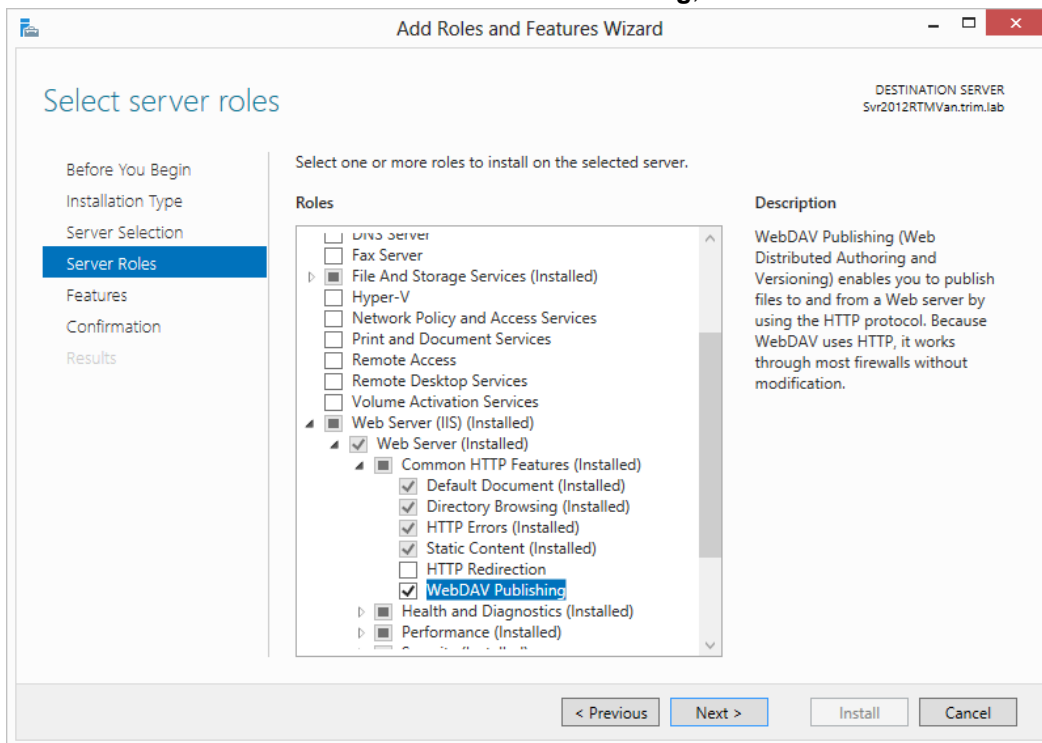 g,
Add Roles and Features Wizard
Select server roles
DESTINATION SERVER
Svr2012RTMVan.trim.lab
Before You Begin
Installation Type
Server Selection
Server Roles
Features
Confirmation
Results
Select one or more roles to install on the selected server.
Roles
DNS Server
Fax Server
File And Storage Services (Installed)
Hyper-V
Network Policy and Access Services
Print and Document Services
Remote Access
Remote Desktop Services
Volume Activation Services
Web Server (IIS) (Installed)
Web Server (Installed)
Common HTTP Features (Installed)
Default Document (Installed)
Directory Browsing (Installed)
HTTP Errors (Installed)
Static Content (Installed)
HTTP Redirection
WebDAV Publishing
Health and Diagnostics (Installed)
Performance (Installed)
Description
WebDAV Publishing (Web
Distributed Authoring and
Versioning) enables you to publish
files to and from a Web server by
using the HTTP protocol. Because
WebDAV uses HTTP, it works
through most firewalls without
modification.
< Previous
Next >
Install
Cancel